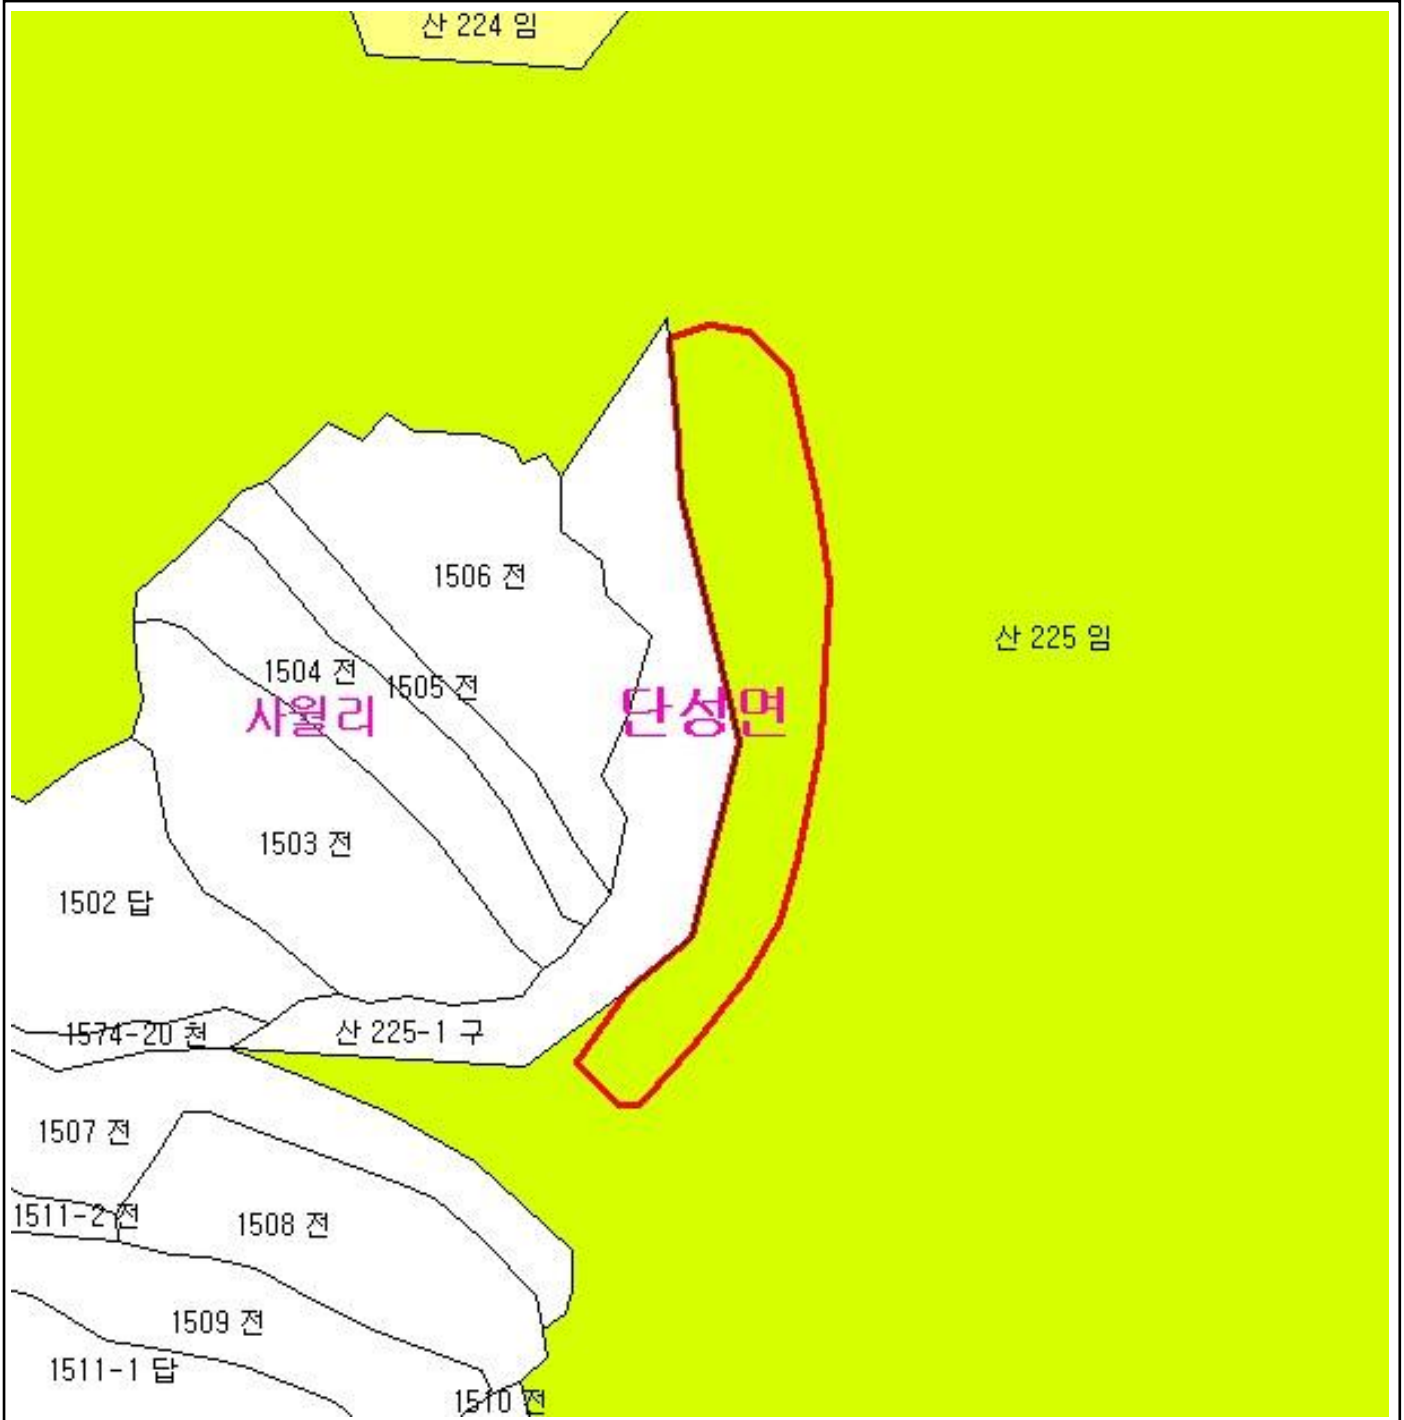 산 224 임
1506 전
산 225 임
1504 전
1505 전
사월리
단성면
1503 전
1502 답
1574-20 천
산 225-1 구
1507 전
1511-2 전
1508 전
1509 전
1511-1 답
1510 전